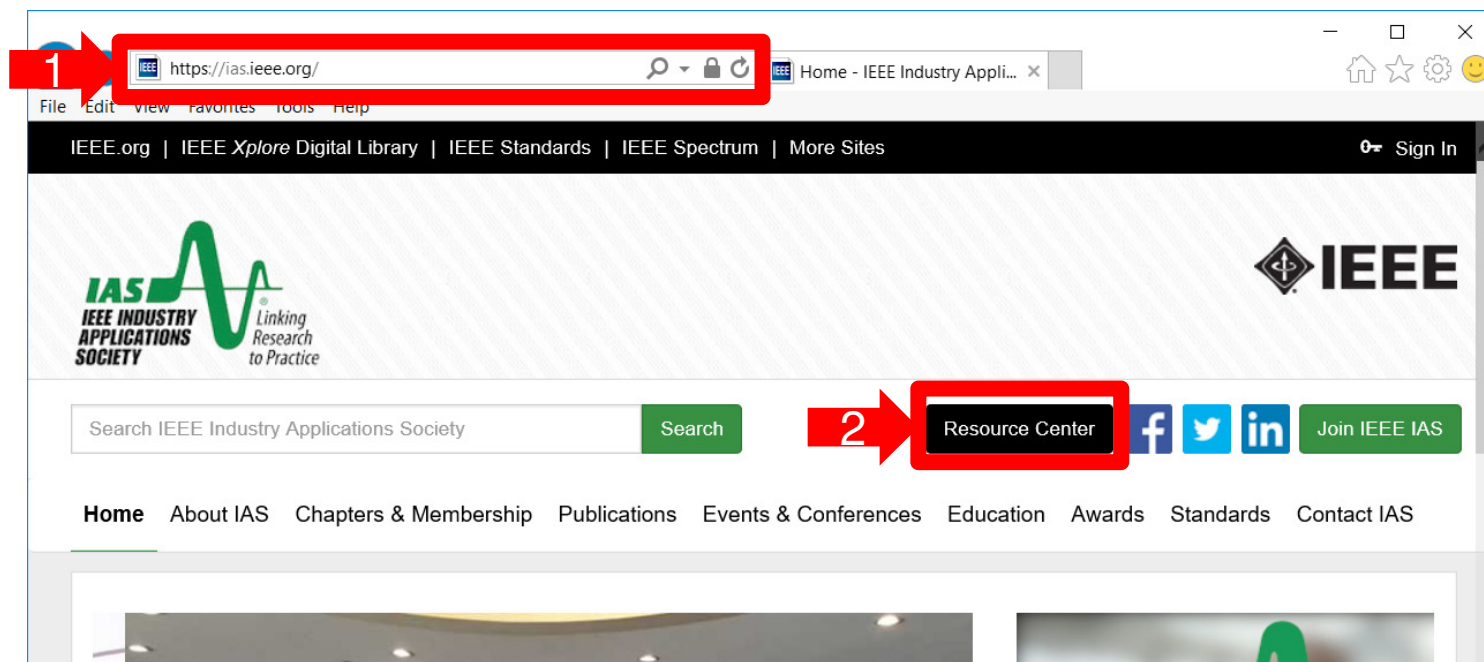 1
https://ias.ieee.org/
Home - IEEE Industry Appli...
File Edit View Favorites Tools Help
IEEE.org | IEEE Xplore Digital Library | IEEE Standards | IEEE Spectrum | More Sites
Sign In
IAS
IEEE INDUSTRY
APPLICATIONS
SOCIETY
®
Linking
Research
to Practice
IEEE
Search IEEE Industry Applications Society
Search
2
Resource Center
f
in
Join IEEE IAS
Home About IAS Chapters & Membership Publications Events & Conferences Education Awards Standards Contact IAS